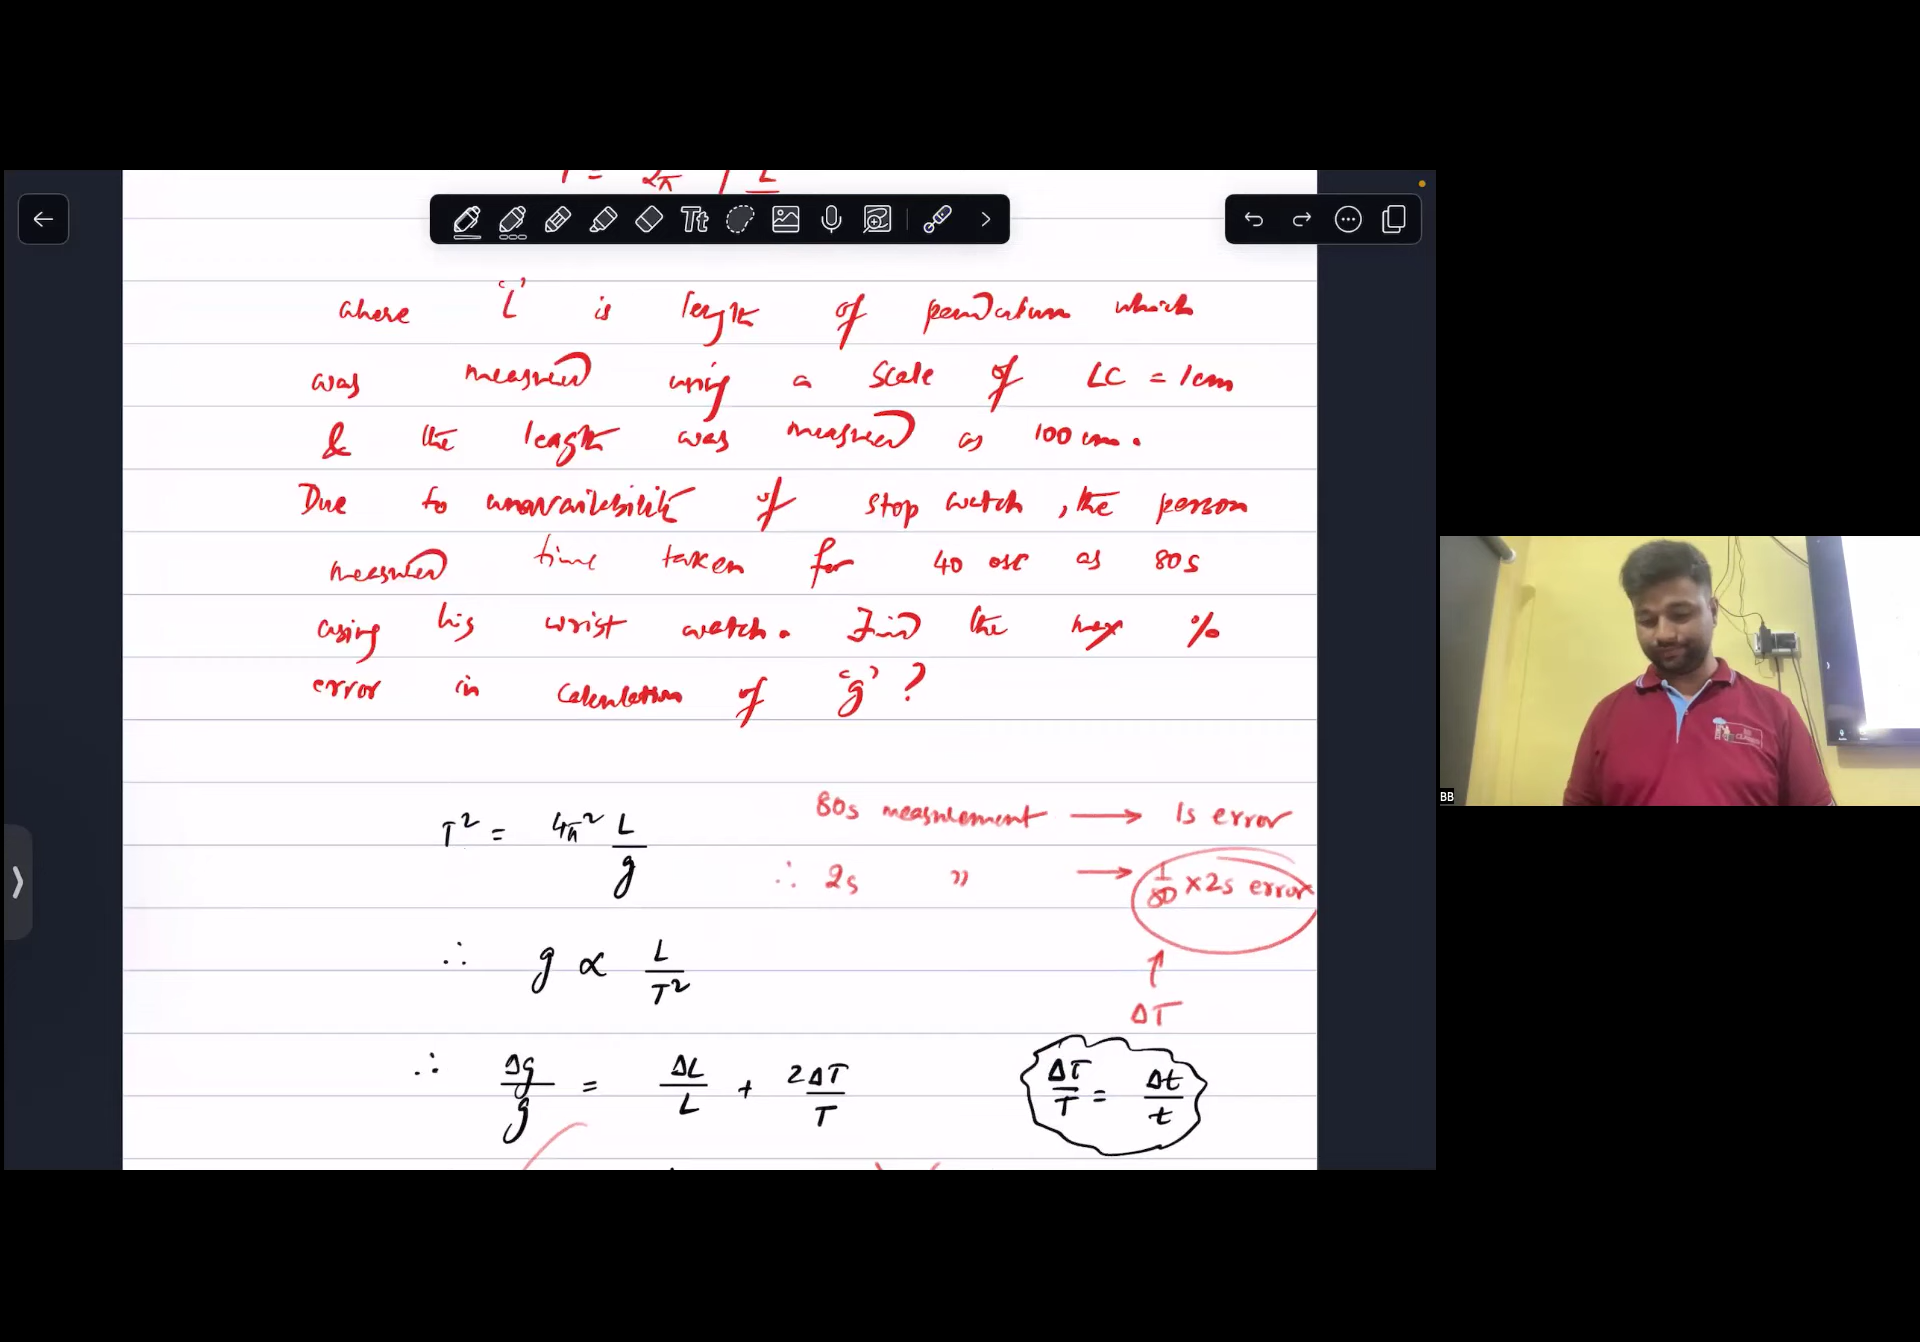 where 'L' is length of pendulum which
was measured using a scale of LC = 1cm
& the length was measured as 100 cm.
Due to unavailibility of stop watch, the person
measured time taken for 40 osc as 80s
using his wrist watch. Find the max %
error in calculation of 'g' ?
T² = 4π² L/g
80s measurement → 1s error
∴ 2s " → 1/80 × 2s error
∴ g ∝ L/T²
ΔT
∴ Δg/g = ΔL/L + 2ΔT/T
ΔT/T = Δt/t
Tt
BB